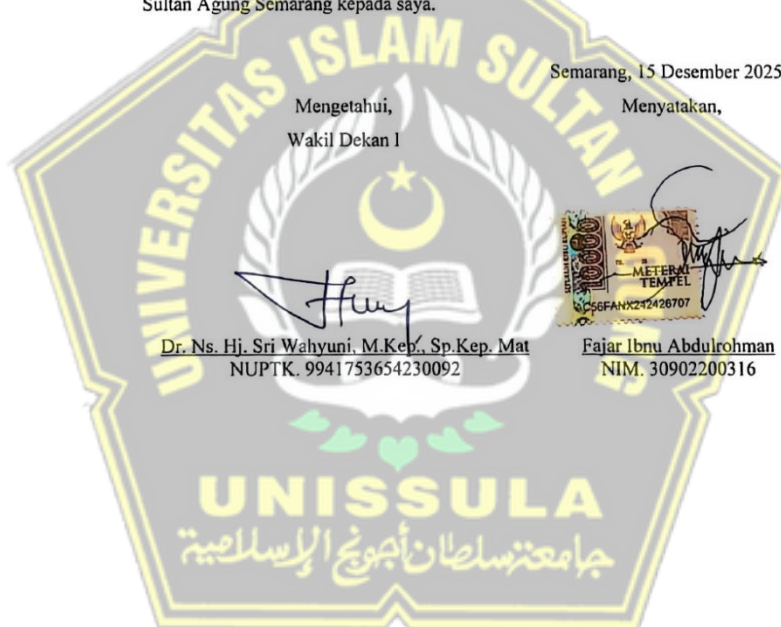 Sultan Agung Semarang kepada saya.
Semarang, 15 Desember 2025
Mengetahui,
Menyatakan,
Wakil Dekan I
UNIVERSITAS ISLAM SULTAN AGUNG
10000
METERAI
TEMPEL
C56FANX242426707
Dr. Ns. Hj. Sri Wahyuni, M.Kep., Sp.Kep. Mat
NUPTK. 9941753654230092
Fajar Ibnu Abdulrohman
NIM. 30902200316
UNISSULA
جامعة سلطان أجونج الإسلامية